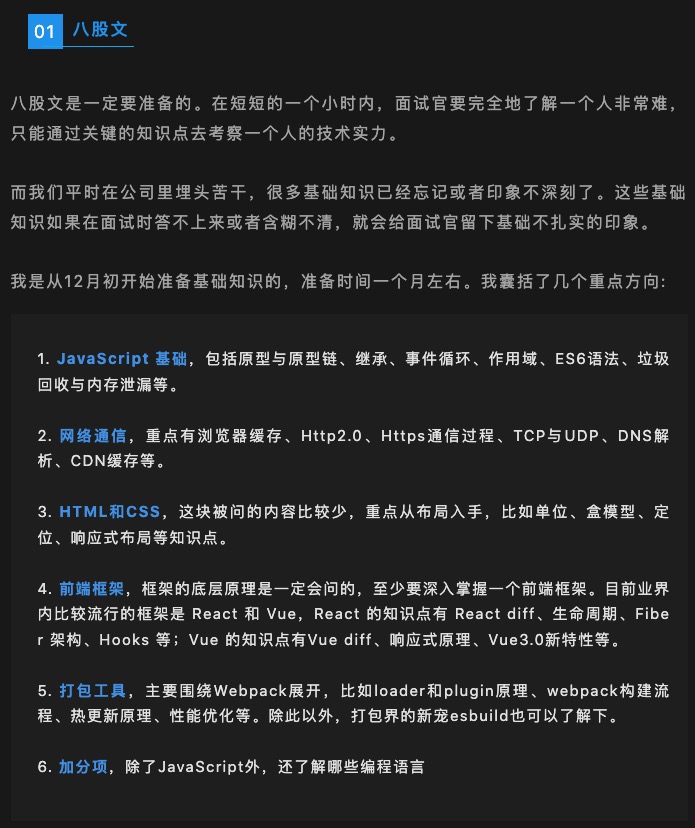 01 八股文
八股文是一定要准备的。在短短的一个小时内，面试官要完全地了解一个人非常难，
只能通过关键的知识点去考察一个人的技术实力。
而我们平时在公司里埋头苦干，很多基础知识已经忘记或者印象不深刻了。这些基础
知识如果在面试时答不上来或者含糊不清，就会给面试官留下基础不扎实的印象。
我是从12月初开始准备基础知识的，准备时间一个月左右。我囊括了几个重点方向:
1. JavaScript 基础，包括原型与原型链、继承、事件循环、作用域、ES6语法、垃圾
回收与内存泄漏等。
2. 网络通信，重点有浏览器缓存、Http2.0、Https通信过程、TCP与UDP、DNS解
析、CDN缓存等。
3. HTML和CSS，这块被问的内容比较少，重点从布局入手，比如单位、盒模型、定
位、响应式布局等知识点。
4. 前端框架，框架的底层原理是一定会问的，至少要深入掌握一个前端框架。目前业界
内比较流行的框架是 React 和 Vue，React 的知识点有 React diff、生命周期、Fibe
r 架构、Hooks 等；Vue 的知识点有Vue diff、响应式原理、Vue3.0新特性等。
5. 打包工具，主要围绕Webpack展开，比如loader和plugin原理、webpack构建流
程、热更新原理、性能优化等。除此以外，打包界的新宠esbuild也可以了解下。
6. 加分项，除了JavaScript外，还了解哪些编程语言